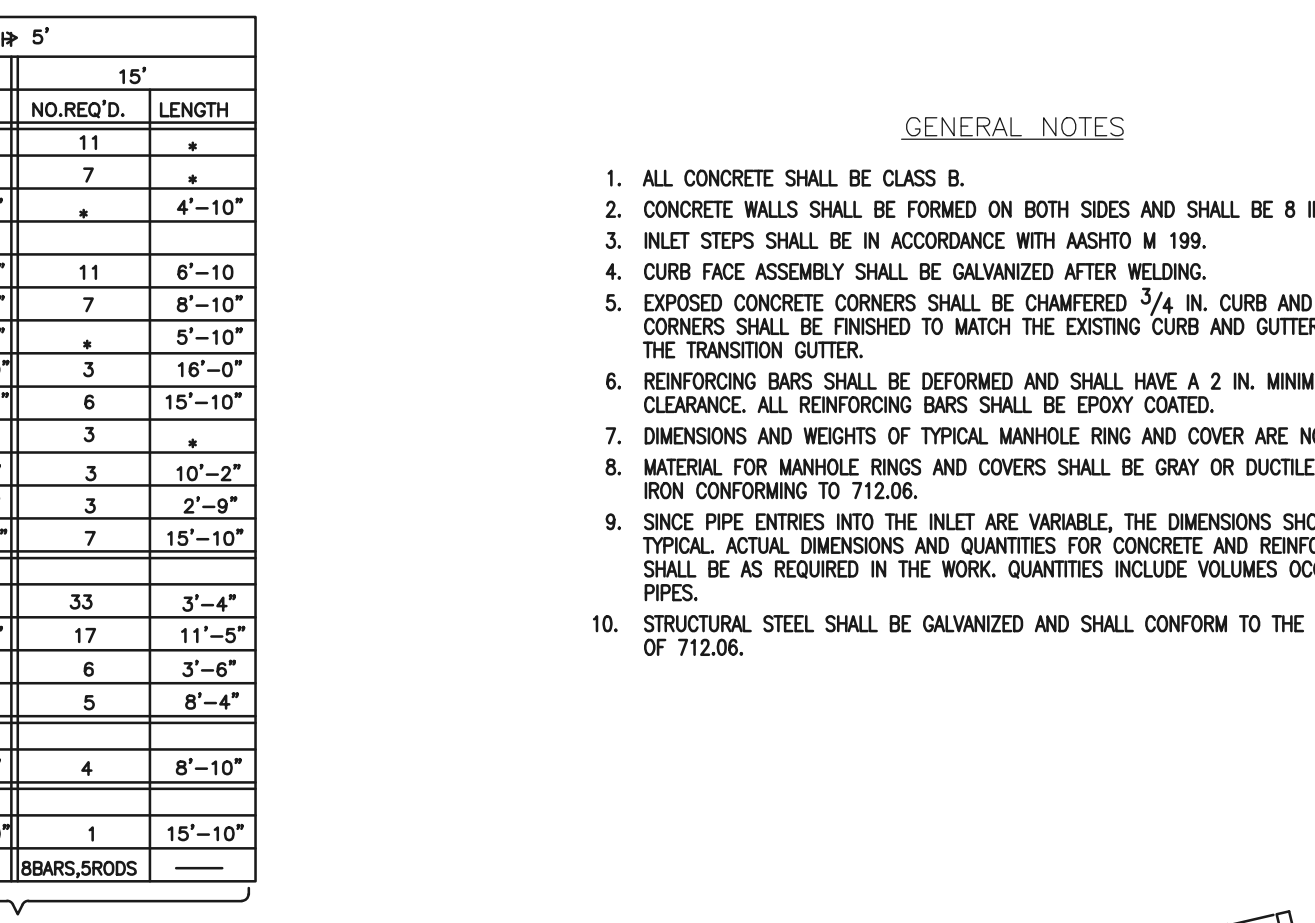 5'
15'
NO.REQ'D. LENGTH
11 *
7 *
* 4'-10"
11 6'-10
7 8'-10"
* 5'-10"
3 16'-0"
6 15'-10"
3 *
3 10'-2"
3 2'-9"
7 15'-10"
33 3'-4"
17 11'-5"
6 3'-6"
5 8'-4"
4 8'-10"
1 15'-10"
8BARS,5RODS ——
GENERAL NOTES
1. ALL CONCRETE SHALL BE CLASS B.
2. CONCRETE WALLS SHALL BE FORMED ON BOTH SIDES AND SHALL BE 8
3. INLET STEPS SHALL BE IN ACCORDANCE WITH AASHTO M 199.
4. CURB FACE ASSEMBLY SHALL BE GALVANIZED AFTER WELDING.
5. EXPOSED CONCRETE CORNERS SHALL BE CHAMFERED 3/4 IN. CURB AND
CORNERS SHALL BE FINISHED TO MATCH THE EXISTING CURB AND GUTTER
THE TRANSITION GUTTER.
6. REINFORCING BARS SHALL BE DEFORMED AND SHALL HAVE A 2 IN. MINIM
CLEARANCE. ALL REINFORCING BARS SHALL BE EPOXY COATED.
7. DIMENSIONS AND WEIGHTS OF TYPICAL MANHOLE RING AND COVER ARE
8. MATERIAL FOR MANHOLE RINGS AND COVERS SHALL BE GRAY OR DUCTILE
IRON CONFORMING TO 712.06.
9. SINCE PIPE ENTRIES INTO THE INLET ARE VARIABLE, THE DIMENSIONS SHO
TYPICAL. ACTUAL DIMENSIONS AND QUANTITIES FOR CONCRETE AND REINFO
SHALL BE AS REQUIRED IN THE WORK. QUANTITIES INCLUDE VOLUMES OCC
PIPES.
10. STRUCTURAL STEEL SHALL BE GALVANIZED AND SHALL CONFORM TO THE
OF 712.06.